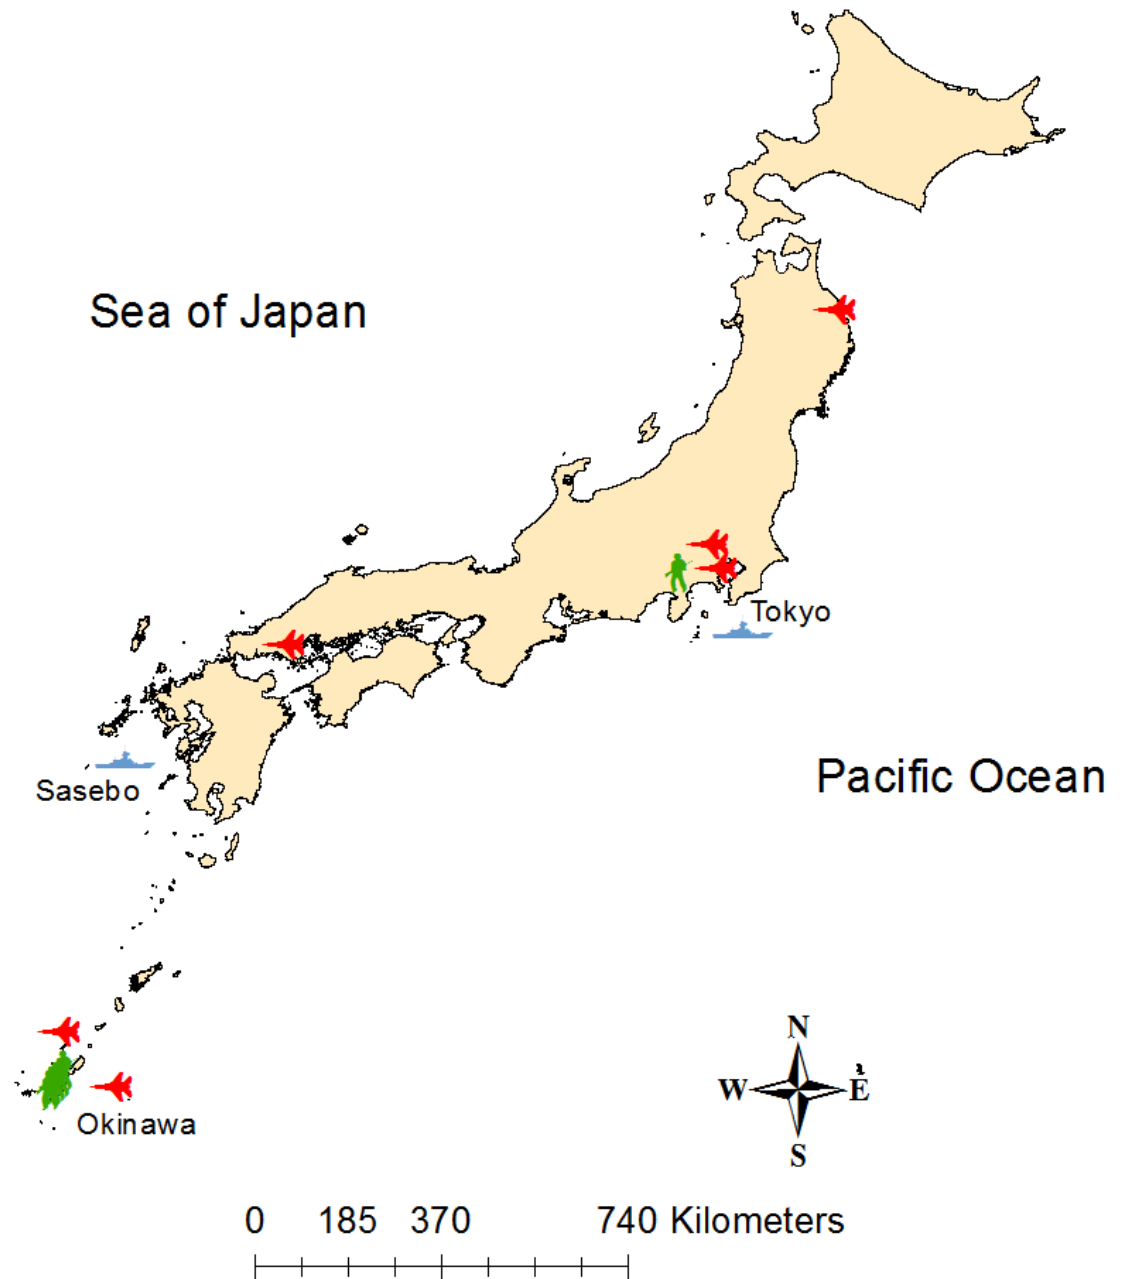 Sea of Japan
Tokyo
Pacific Ocean
Sasebo
N
W E
S
Okinawa
0 185 370 740 Kilometers